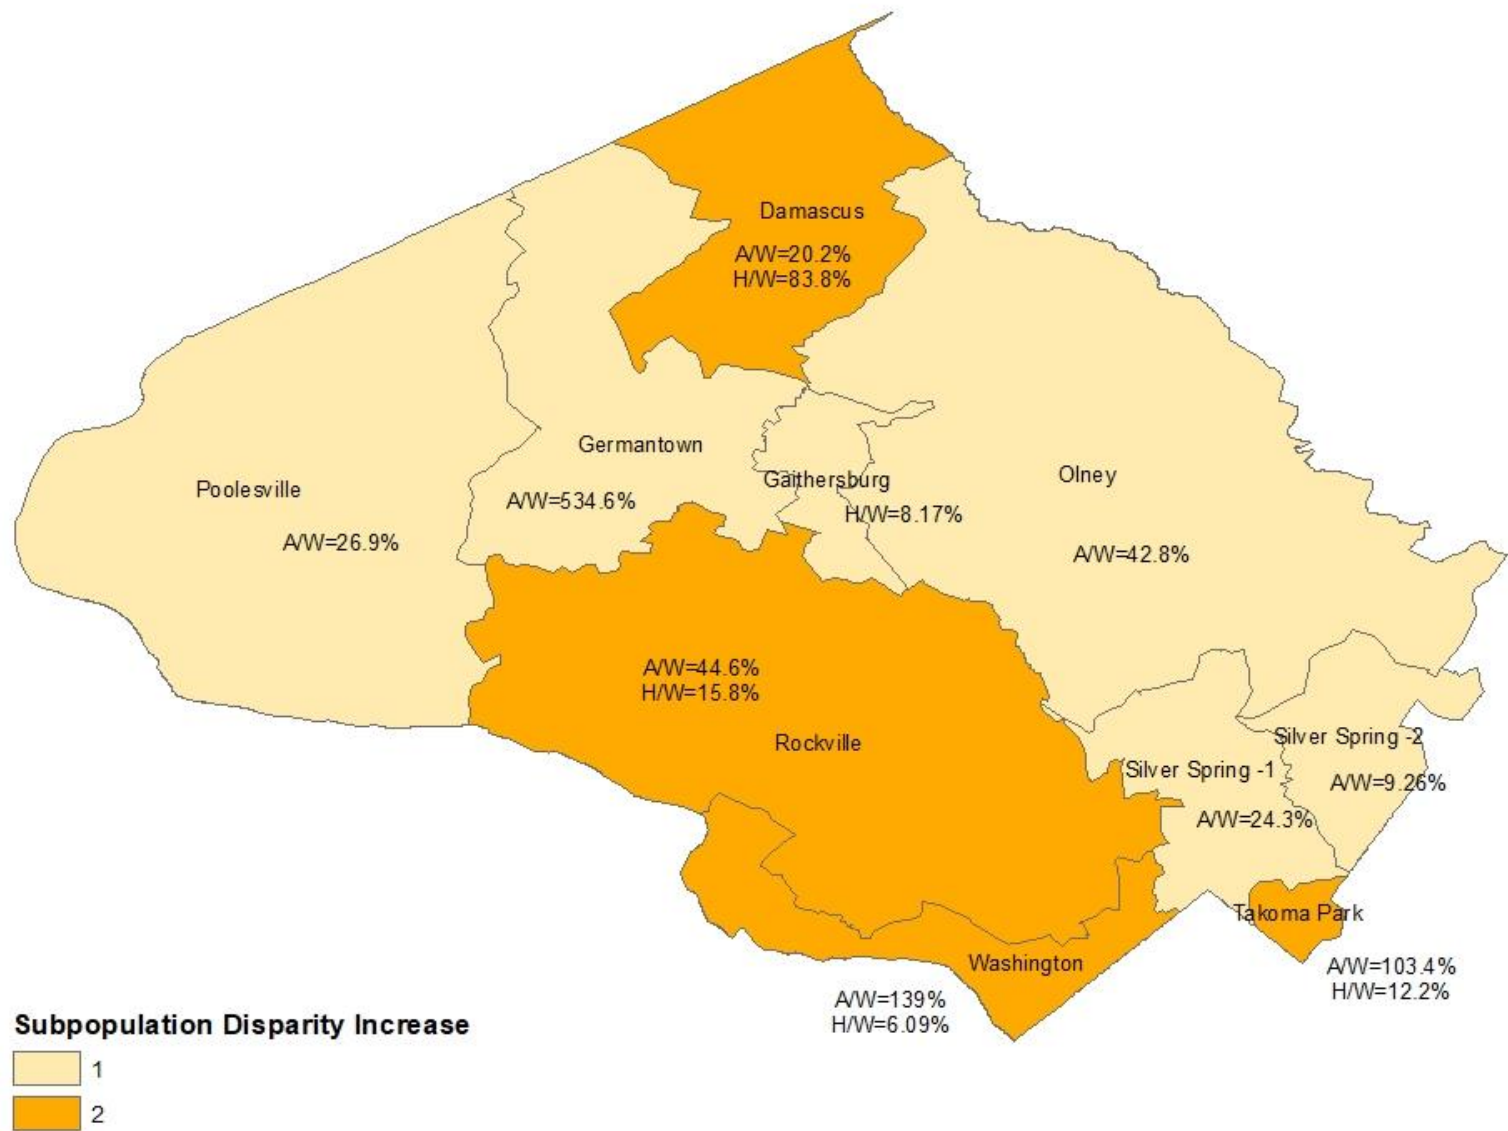 Damascus
A/W=20.2%
H/W=83.8%
Germantown
A/W=534.6%
Poolesville
A/W=26.9%
Gaithersburg
H/W=8.17%
Olney
A/W=42.8%
A/W=44.6%
H/W=15.8%
Rockville
Silver Spring -2
A/W=9.26%
Silver Spring -1
A/W=24.3%
Takoma Park
A/W=103.4%
H/W=12.2%
Washington
A/W=139%
H/W=6.09%
Subpopulation Disparity Increase
1
2